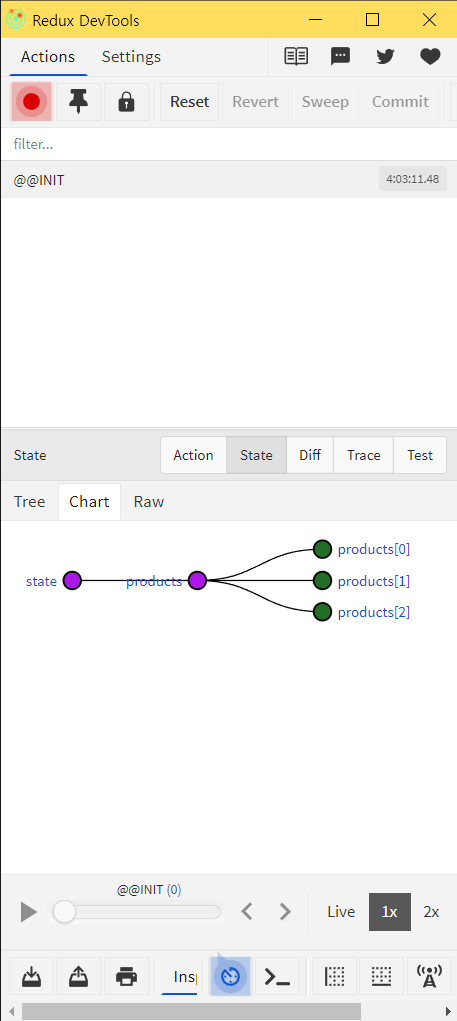 Redux DevTools
Actions Settings
Reset Revert Sweep Commit
filter...
@@INIT 4:03:11.48
State Action State Diff Trace Test
Tree Chart Raw
products[0]
state products products[1]
products[2]
@@INIT (0)
Live 1x 2x
Insp